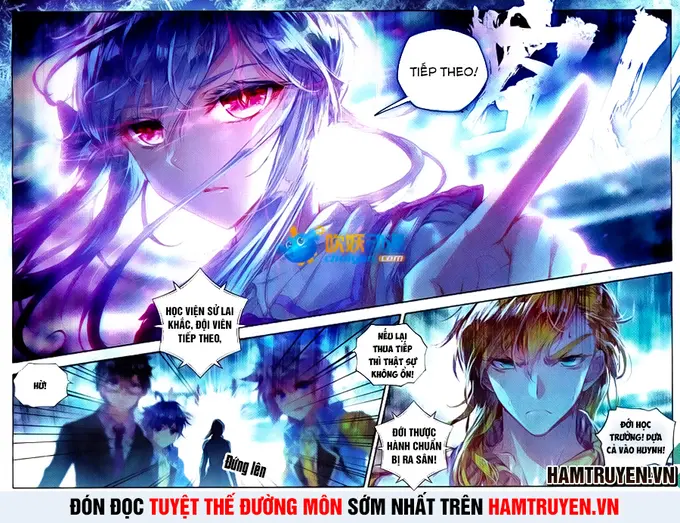 TIẾP THEO!
HỌC VIỆN SỬ LAI
KHẮC, ĐỘI VIÊN
TIẾP THEO,
HỪ!
Đứng lên
NẾU LẠI
THUA TIẾP
THÌ THẬT SỰ
KHÔNG ỔN!
ĐỚI THƯỢC
HÀNH CHUẨN
BỊ RA SÂN!
ĐỚI HỌC
TRƯỞNG! DỰA
CẢ VÀO HUYNH!
HAMTRUYEN.VN
ĐÓN ĐỌC TUYỆT THẾ ĐƯỜNG MÔN SỚM NHẤT TRÊN HAMTRUYEN.VN